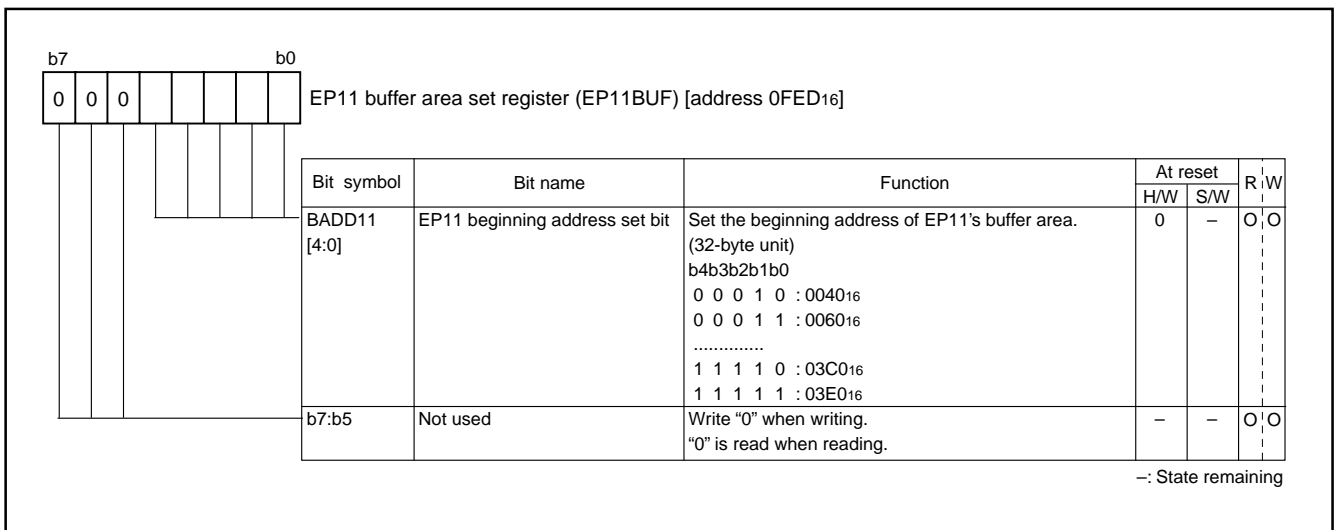 b7 b0
0 0 0
EP11 buffer area set register (EP11BUF) [address 0FED16]
Bit symbol Bit name Function At reset R W
H/W S/W
BADD11 EP11 beginning address set bit Set the beginning address of EP11’s buffer area. 0 – O O
[4:0] (32-byte unit)
b4b3b2b1b0
0 0 0 1 0 : 004016
0 0 0 1 1 : 006016
..............
1 1 1 1 0 : 03C016
1 1 1 1 1 : 03E016
b7:b5 Not used Write “0” when writing. – – O O
“0” is read when reading.
–: State remaining